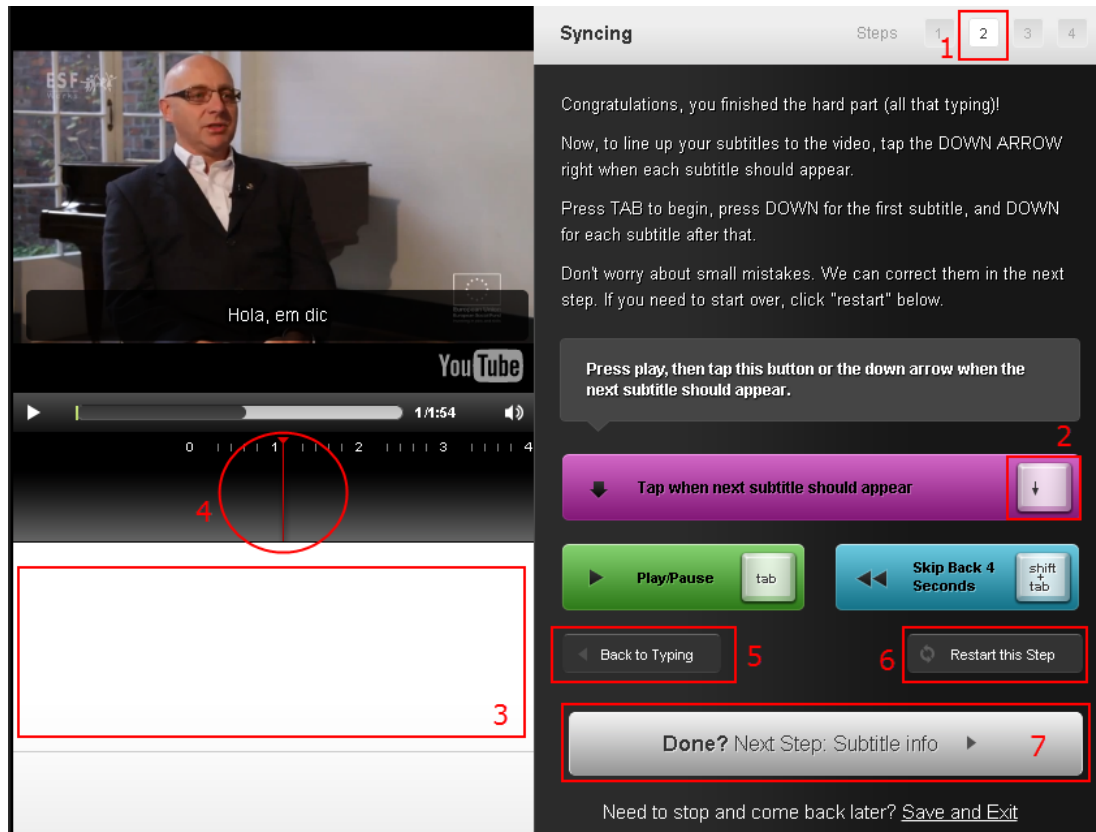 ESF
WORKS
Hola, em dic
YouTube
1/1:54
0 1 2 3 4
4
3
Syncing
Steps 1 2 3 4
1
Congratulations, you finished the hard part (all that typing)!
Now, to line up your subtitles to the video, tap the DOWN ARROW
right when each subtitle should appear.
Press TAB to begin, press DOWN for the first subtitle, and DOWN
for each subtitle after that.
Don't worry about small mistakes. We can correct them in the next
step. If you need to start over, click "restart" below.
Press play, then tap this button or the down arrow when the
next subtitle should appear.
2
Tap when next subtitle should appear
Play/Pause tab
Skip Back 4
Seconds
shift
+
tab
Back to Typing 5
6 Restart this Step
Done? Next Step: Subtitle info 7
Need to stop and come back later? Save and Exit